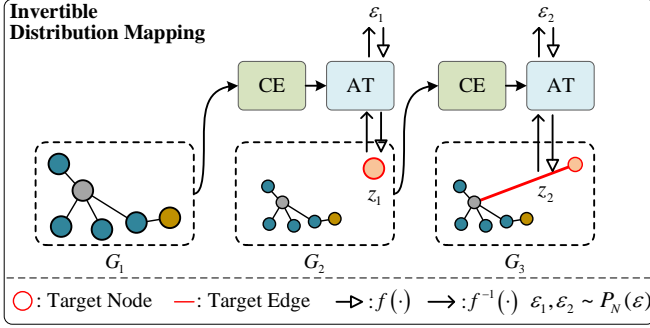 Invertible
Distribution Mapping
ε₁ ε₂
CE AT CE AT
z₁ z₂
G₁ G₂ G₃
: Target Node : Target Edge : f(·) : f⁻¹(·) ε₁, ε₂ ~ P_N(ε)